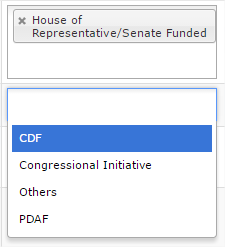 House of
Representative/Senate Funded
CDF
Congressional Initiative
Others
PDAF